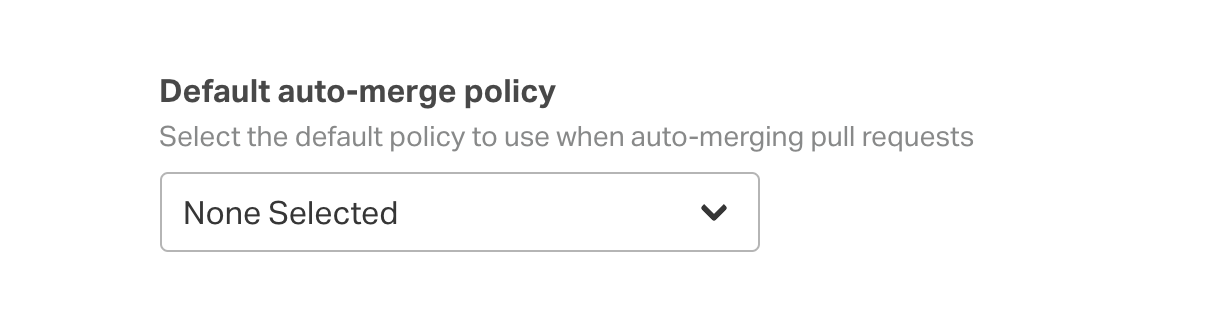 Default auto-merge policy
Select the default policy to use when auto-merging pull requests
None Selected